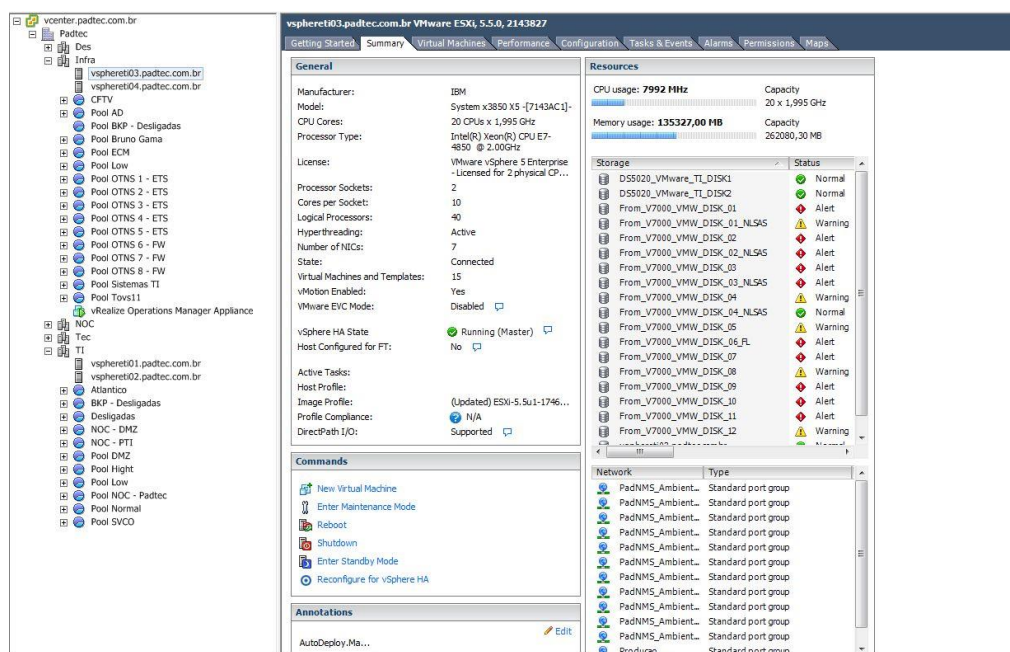 vcenter.padtec.com.br
Padtec
Des
Infra
vsphereti03.padtec.com.br
vsphereti04.padtec.com.br
CFTV
Pool AD
Pool BKP - Desligadas
Pool Bruno Gama
Pool ECM
Pool Low
Pool OTNS 1 - ETS
Pool OTNS 2 - ETS
Pool OTNS 3 - ETS
Pool OTNS 4 - ETS
Pool OTNS 5 - ETS
Pool OTNS 6 - FW
Pool OTNS 7 - FW
Pool OTNS 8 - FW
Pool Sistemas TI
Pool Tovs11
vRealize Operations Manager Appliance
NOC
Tec
TI
vsphereti01.padtec.com.br
vsphereti02.padtec.com.br
Atlantico
BKP - Desligadas
Desligadas
NOC - DMZ
NOC - PTI
Pool DMZ
Pool Hight
Pool Low
Pool NOC - Padtec
Pool Normal
Pool SVCO
vsphereti03.padtec.com.br VMware ESXi, 5.5.0, 2143827
Getting Started Summary Virtual Machines Performance Configuration Tasks & Events Alarms Permissions Maps
General
Manufacturer: IBM
Model: System x3850 X5 -[7143AC1]-
CPU Cores: 20 CPUs x 1,995 GHz
Processor Type: Intel(R) Xeon(R) CPU E7-
4850 @ 2.00GHz
License: VMware vSphere 5 Enterprise
- Licensed for 2 physical CP...
Processor Sockets: 2
Cores per Socket: 10
Logical Processors: 40
Hyperthreading: Active
Number of NICs: 7
State: Connected
Virtual Machines and Templates: 15
vMotion Enabled: Yes
VMware EVC Mode: Disabled
vSphere HA State Running (Master)
Host Configured for FT: No
Active Tasks:
Host Profile:
Image Profile: (Updated) ESXi-5.5u1-1746...
Profile Compliance: N/A
DirectPath I/O: Supported
Commands
New Virtual Machine
Enter Maintenance Mode
Reboot
Shutdown
Enter Standby Mode
Reconfigure for vSphere HA
Annotations
Edit
AutoDeploy.Ma...
Resources
CPU usage: 7992 MHz Capacity
20 x 1,995 GHz
Memory usage: 135327,00 MB Capacity
262080,30 MB
Storage Status
DS5020_VMware_TI_DISK1 Normal
DS5020_VMware_TI_DISK2 Normal
From_V7000_VMW_DISK_01 Alert
From_V7000_VMW_DISK_01_NLSAS Warning
From_V7000_VMW_DISK_02 Alert
From_V7000_VMW_DISK_02_NLSAS Alert
From_V7000_VMW_DISK_03 Alert
From_V7000_VMW_DISK_03_NLSAS Alert
From_V7000_VMW_DISK_04 Warning
From_V7000_VMW_DISK_04_NLSAS Normal
From_V7000_VMW_DISK_05 Warning
From_V7000_VMW_DISK_06_FL Alert
From_V7000_VMW_DISK_07 Alert
From_V7000_VMW_DISK_08 Warning
From_V7000_VMW_DISK_09 Alert
From_V7000_VMW_DISK_10 Alert
From_V7000_VMW_DISK_11 Alert
From_V7000_VMW_DISK_12 Warning
Network Type
PadNMS_Ambient... Standard port group
PadNMS_Ambient... Standard port group
PadNMS_Ambient... Standard port group
PadNMS_Ambient... Standard port group
PadNMS_Ambient... Standard port group
PadNMS_Ambient... Standard port group
PadNMS_Ambient... Standard port group
PadNMS_Ambient... Standard port group
PadNMS_Ambient... Standard port group
PadNMS_Ambient... Standard port group
PadNMS_Ambient... Standard port group
Producao Standard port group